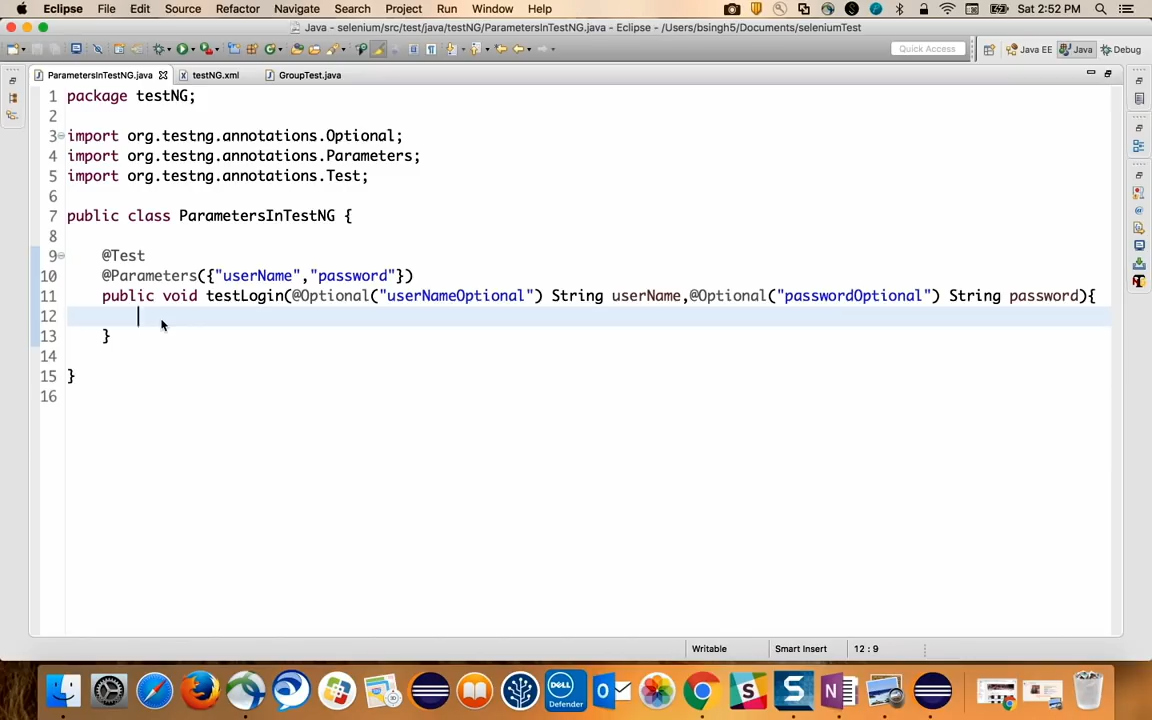 Eclipse File Edit Source Refactor Navigate Search Project Run Window Help Sat 2:52 PM
Java - selenium/src/test/java/testNG/ParametersInTestNG.java - Eclipse - /Users/bsingh5/Documents/seleniumTest
Quick Access Java EE Java Debug
ParametersInTestNG.java testNG.xml GroupTest.java
1 package testNG;
2
3 import org.testng.annotations.Optional;
4 import org.testng.annotations.Parameters;
5 import org.testng.annotations.Test;
6
7 public class ParametersInTestNG {
8
9 @Test
10 @Parameters({"userName","password"})
11 public void testLogin(@Optional("userNameOptional") String userName,@Optional("passwordOptional") String password){
12
13 }
14
15 }
16
Writable Smart Insert 12 : 9
DELL
Defender